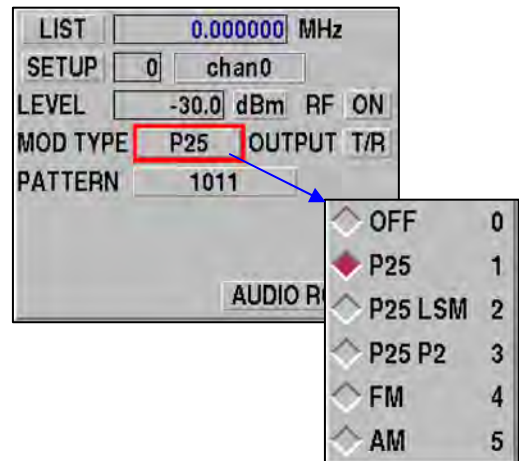 LIST 0.000000 MHz
SETUP 0 chan0
LEVEL -30.0 dBm RF ON
MOD TYPE P25 OUTPUT T/R
PATTERN 1011
AUDIO
OFF 0
P25 1
P25 LSM 2
P25 P2 3
FM 4
AM 5